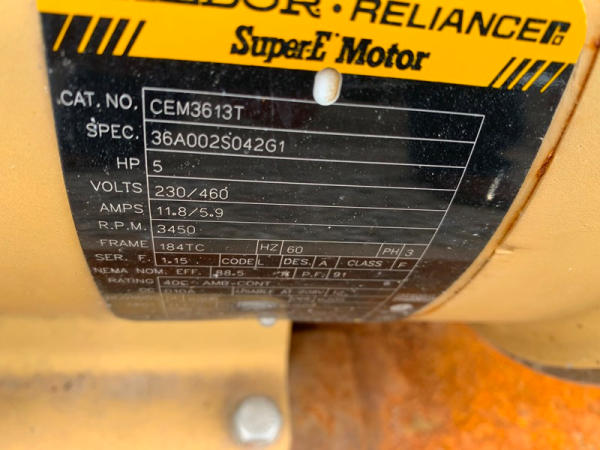 RELIANCE
Super-E Motor
CAT. NO. CEM3613T
SPEC. 36A002S042G1
HP 5
VOLTS 230/460
AMPS 11.8/5.9
R.P.M. 3450
FRAME 184TC HZ 60 PH 3
SER. F. 1.15 CODE L DES. A CLASS F
NEMA NOM. EFF. 88.5 % P.F. 91
RATING 40C AMB-CONT